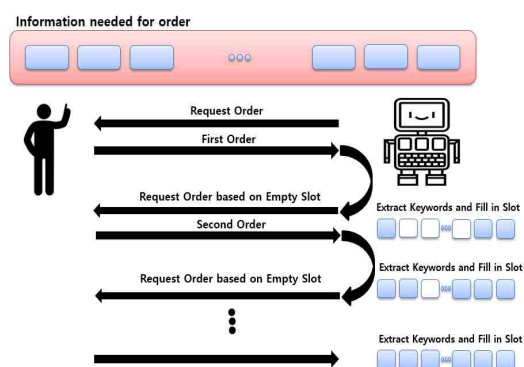 Information needed for order
Request Order
First Order
Request Order based on Empty Slot
Extract Keywords and Fill in Slot
Second Order
Extract Keywords and Fill in Slot
Request Order based on Empty Slot
Extract Keywords and Fill in Slot